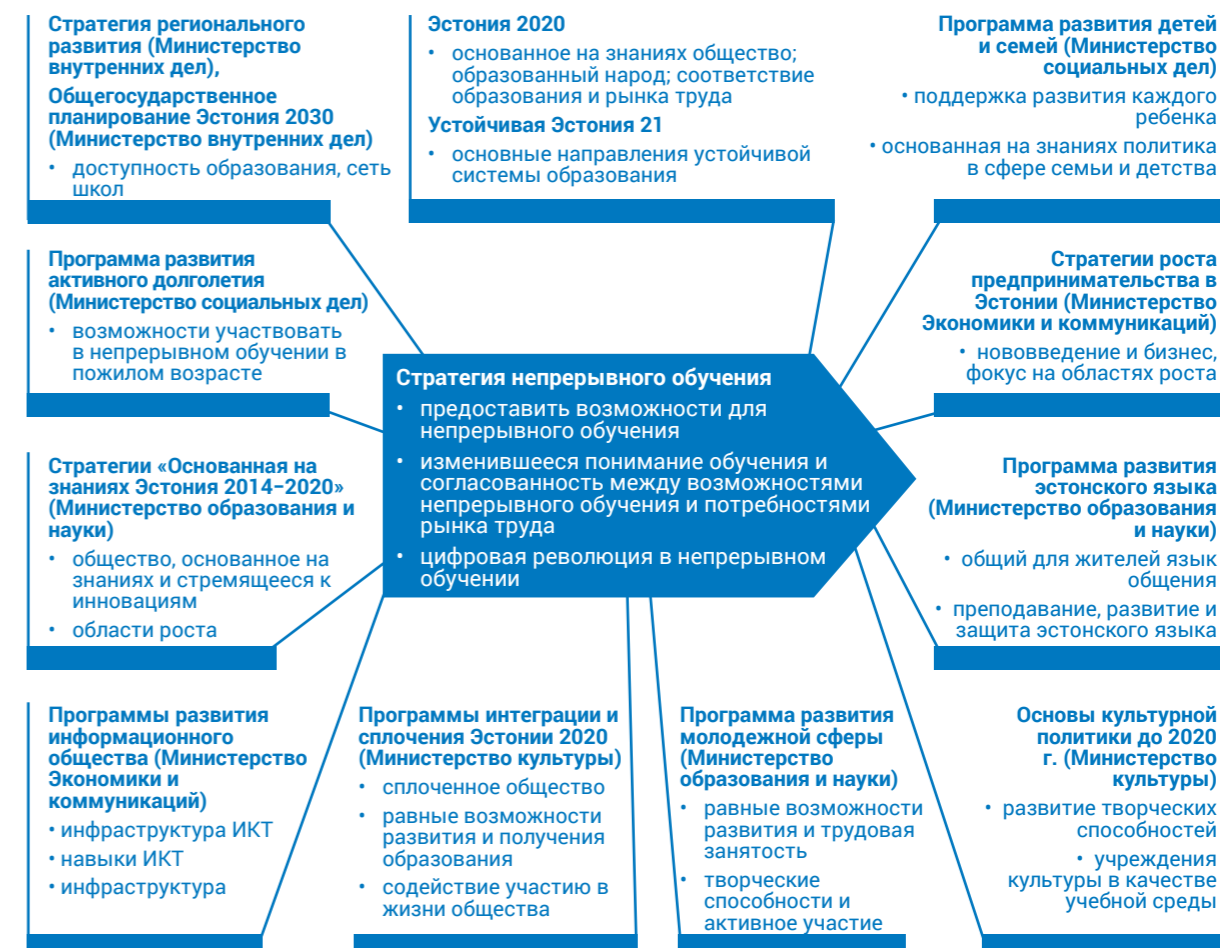 Стратегия регионального
развития (Министерство
внутренних дел),
Общегосударственное
планирование Эстония 2030
(Министерство внутренних дел)
• доступность образования, сеть
школ
Эстония 2020
• основанное на знаниях общество;
образованный народ; соответствие
образования и рынка труда
Устойчивая Эстония 21
• основные направления устойчивой
системы образования
Программа развития детей
и семей (Министерство
социальных дел)
• поддержка развития каждого
ребенка
• основанная на знаниях политика
в сфере семьи и детства
Программа развития
активного долголетия
(Министерство социальных дел)
• возможности участвовать
в непрерывном обучении в
пожилом возрасте
Стратегии роста
предпринимательства в
Эстонии (Министерство
Экономики и коммуникаций)
• нововведение и бизнес,
фокус на областях роста
Стратегия непрерывного обучения
• предоставить возможности для
непрерывного обучения
• изменившееся понимание обучения и
согласованность между возможностями
непрерывного обучения и потребностями
рынка труда
• цифровая революция в непрерывном
обучении
Стратегии «Основанная на
знаниях Эстония 2014–2020»
(Министерство образования и
науки)
• общество, основанное на
знаниях и стремящееся к
инновациям
• области роста
Программа развития
эстонского языка
(Министерство образования
и науки)
• общий для жителей язык
общения
• преподавание, развитие и
защита эстонского языка
Программы развития
информационного
общества (Министерство
Экономики и
коммуникаций)
• инфраструктура ИКТ
• навыки ИКТ
• инфраструктура
Программы интеграции и
сплочения Эстонии 2020
(Министерство культуры)
• сплоченное общество
• равные возможности
развития и получения
образования
• содействие участию в
жизни общества
Программа развития
молодежной сферы
(Министерство
образования и науки)
• равные возможности
развития и трудовая
занятость
• творческие
способности и
активное участие
Основы культурной
политики до 2020
г. (Министерство
культуры)
• развитие творческих
способностей
• учреждения
культуры в качестве
учебной среды